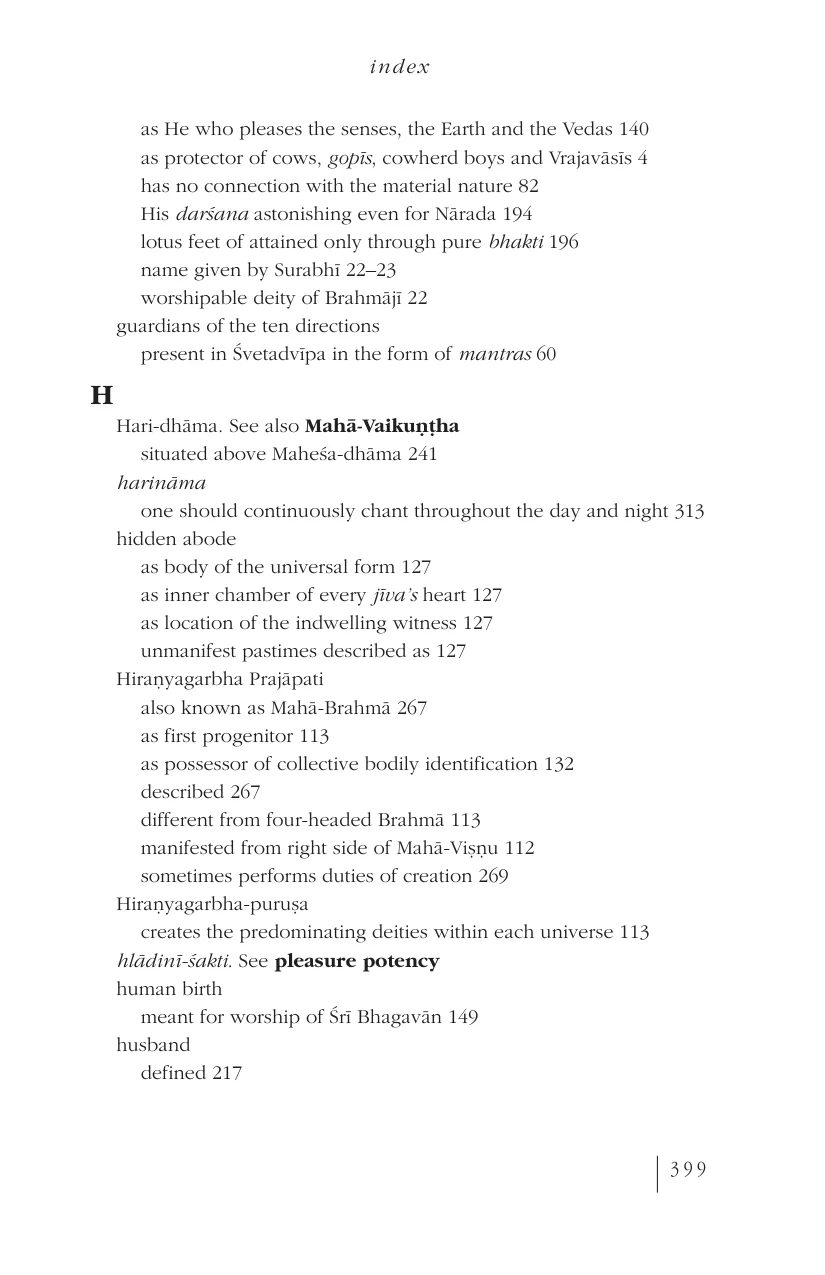 index
as He who pleases the senses, the Earth and the Vedas 140
as protector of cows, gopīs, cowherd boys and Vrajavāsīs 4
has no connection with the material nature 82
His darśana astonishing even for Nārada 194
lotus feet of attained only through pure bhakti 196
name given by Surabhī 22–23
worshipable deity of Brahmājī 22
guardians of the ten directions
present in Śvetadvīpa in the form of mantras 60
H
Hari-dhāma. See also Mahā-Vaikuṇṭha
situated above Maheśa-dhāma 241
harināma
one should continuously chant throughout the day and night 313
hidden abode
as body of the universal form 127
as inner chamber of every jīva's heart 127
as location of the indwelling witness 127
unmanifest pastimes described as 127
Hiraṇyagarbha Prajāpati
also known as Mahā-Brahmā 267
as first progenitor 113
as possessor of collective bodily identification 132
described 267
different from four-headed Brahmā 113
manifested from right side of Mahā-Viṣṇu 112
sometimes performs duties of creation 269
Hiraṇyagarbha-puruṣa
creates the predominating deities within each universe 113
hlādinī-śakti. See pleasure potency
human birth
meant for worship of Śrī Bhagavān 149
husband
defined 217
399